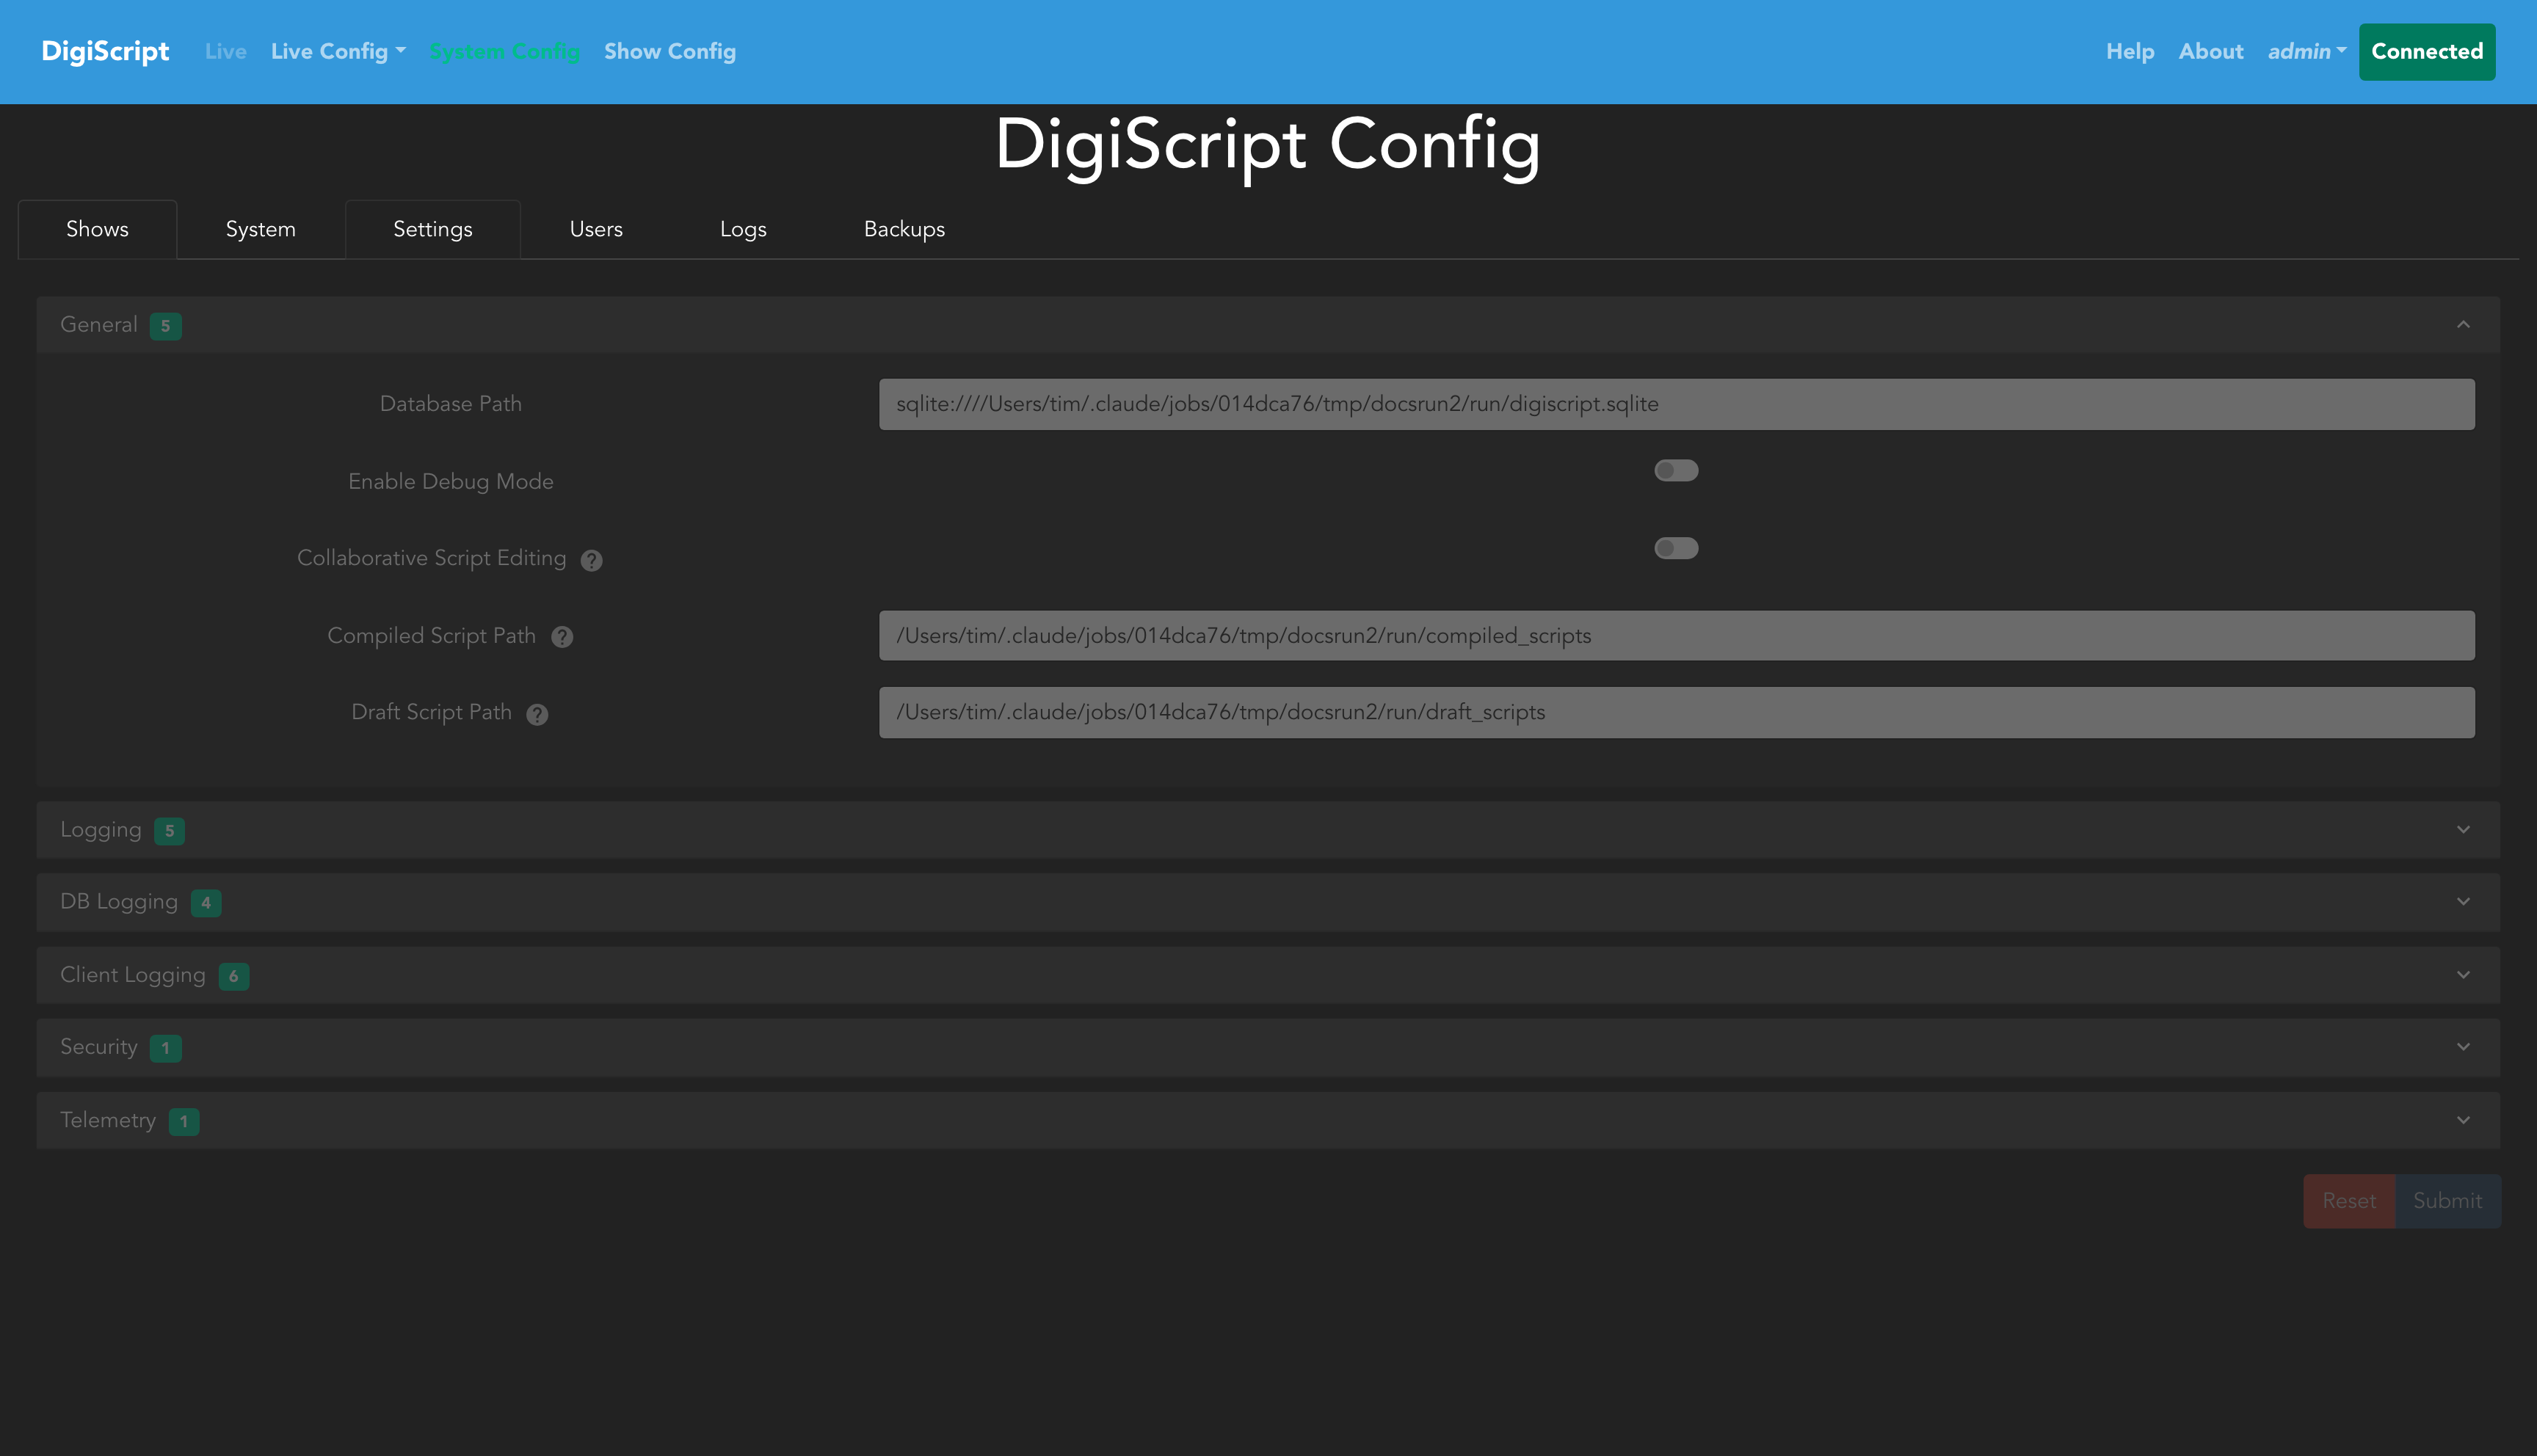 DigiScript Live Live Config System Config Show Config Help About admin Connected
DigiScript Config
Shows System Settings Users Logs Backups
General 5
Database Path sqlite:////Users/tim/.claude/jobs/014dca76/tmp/docsrun2/run/digiscript.sqlite
Enable Debug Mode
Collaborative Script Editing ?
Compiled Script Path ? /Users/tim/.claude/jobs/014dca76/tmp/docsrun2/run/compiled_scripts
Draft Script Path ? /Users/tim/.claude/jobs/014dca76/tmp/docsrun2/run/draft_scripts
Logging 5
DB Logging 4
Client Logging 6
Security 1
Telemetry 1
Reset Submit